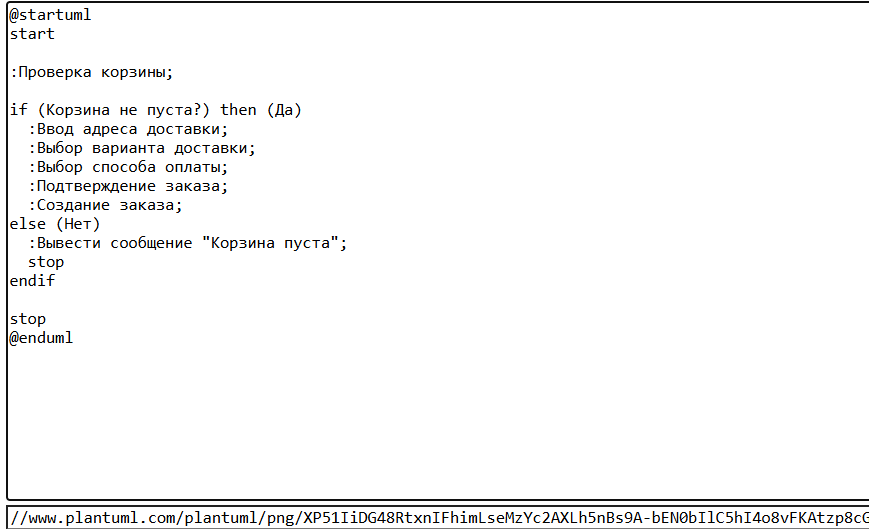 @startuml
start
:Проверка корзины;
if (Корзина не пуста?) then (Да)
:Ввод адреса доставки;
:Выбор варианта доставки;
:Выбор способа оплаты;
:Подтверждение заказа;
:Создание заказа;
else (Нет)
:Вывести сообщение "Корзина пуста";
stop
endif
stop
@enduml
//www.plantuml.com/plantuml/png/XP51IiDG48RtxnIFhimLseMzYc2AXLh5nBs9A-bEN0bIlC5hI4o8vFKAtzp8cG